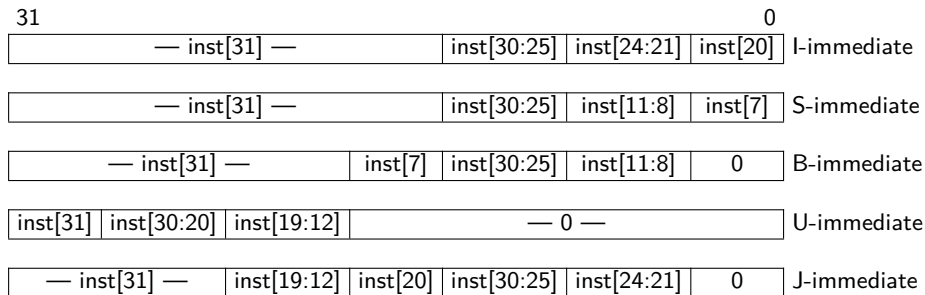 31 0
— inst[31] — inst[30:25] inst[24:21] inst[20] I-immediate
— inst[31] — inst[30:25] inst[11:8] inst[7] S-immediate
— inst[31] — inst[7] inst[30:25] inst[11:8] 0 B-immediate
inst[31] inst[30:20] inst[19:12] — 0 — U-immediate
— inst[31] — inst[19:12] inst[20] inst[30:25] inst[24:21] 0 J-immediate